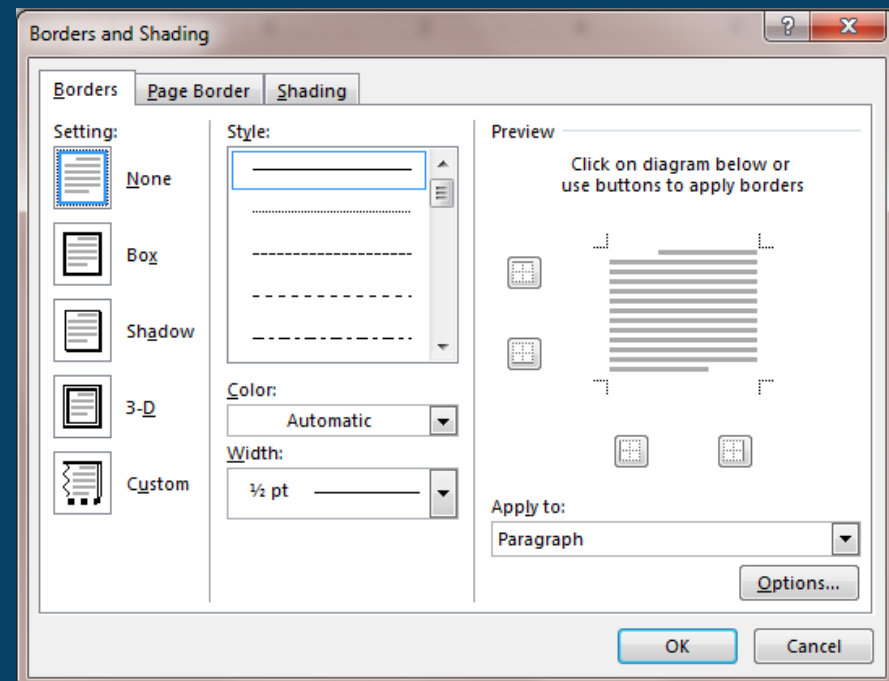 Borders and Shading
Borders
Page Border
Shading
Setting:
None
Box
Shadow
3-D
Custom
Style:
Color:
Automatic
Width:
½ pt
Preview
Click on diagram below or
use buttons to apply borders
Apply to:
Paragraph
Options...
OK
Cancel